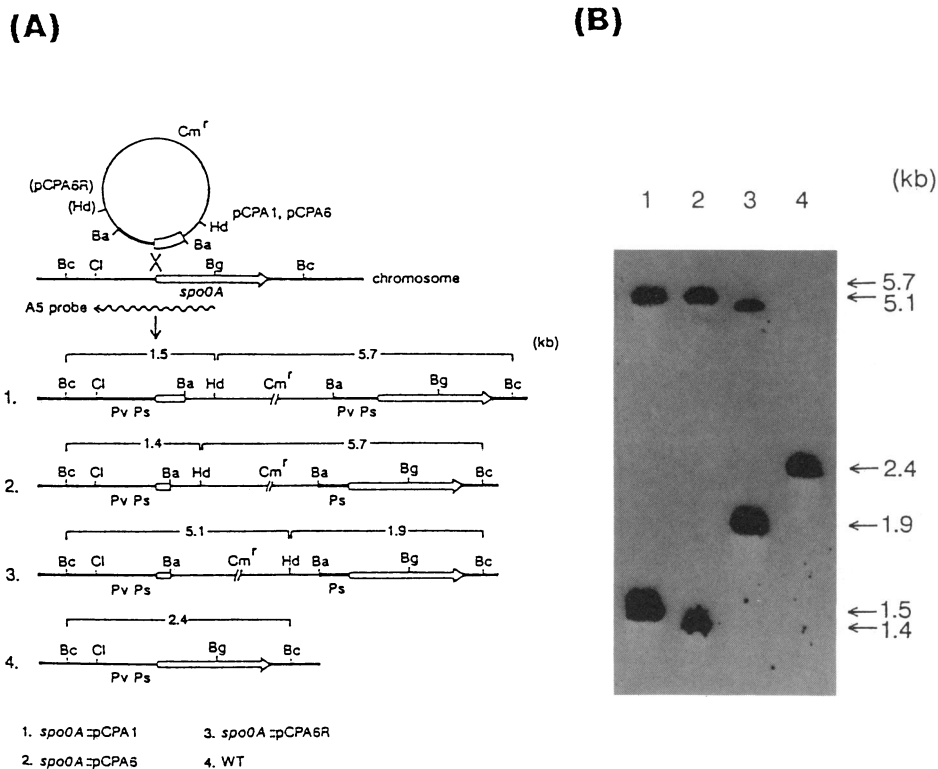 (A)
(B)
Cm^r
(pCPA6R)
(Hd)
pCPA1, pCPA6
Hd
Ba
Ba
Bc Cl Bg Bc
chromosome
spo0A
A5 probe
(kb)
1.5 5.7
Bc Cl Ba Hd Cm^r Ba Bg Bc
1.
Pv Ps Pv Ps
1.4 5.7
Bc Cl Ba Hd Cm^r Ba Bg Bc
2.
Pv Ps Ps
5.1 1.9
Bc Cl Ba Cm^r Hd Ba Bg Bc
3.
Pv Ps Ps
2.4
Bc Cl Bg Bc
4.
Pv Ps
1. spo0A::pCPA1
3. spo0A::pCPA6R
2. spo0A::pCPA6
4. WT
(kb)
1 2 3 4
5.7
5.1
2.4
1.9
1.5
1.4